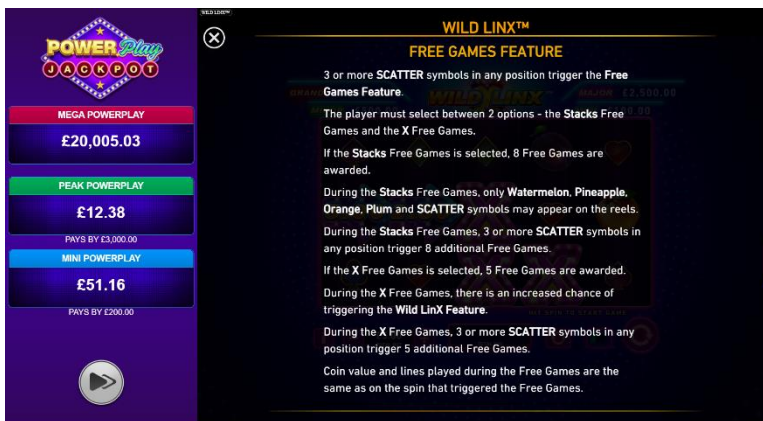 POWER Play
JACKPOT
MEGA POWERPLAY
£20,005.03
PEAK POWERPLAY
£12.38
PAYS BY £3,000.00
MINI POWERPLAY
£51.16
PAYS BY £200.00
WILD LINX™
WILD LINX™
FREE GAMES FEATURE
3 or more SCATTER symbols in any position trigger the Free
Games Feature.
The player must select between 2 options - the Stacks Free
Games and the X Free Games.
If the Stacks Free Games is selected, 8 Free Games are
awarded.
During the Stacks Free Games, only Watermelon, Pineapple,
Orange, Plum and SCATTER symbols may appear on the reels.
During the Stacks Free Games, 3 or more SCATTER symbols in
any position trigger 8 additional Free Games.
If the X Free Games is selected, 5 Free Games are awarded.
During the X Free Games, there is an increased chance of
triggering the Wild LinX Feature.
During the X Free Games, 3 or more SCATTER symbols in any
position trigger 5 additional Free Games.
Coin value and lines played during the Free Games are the
same as on the spin that triggered the Free Games.